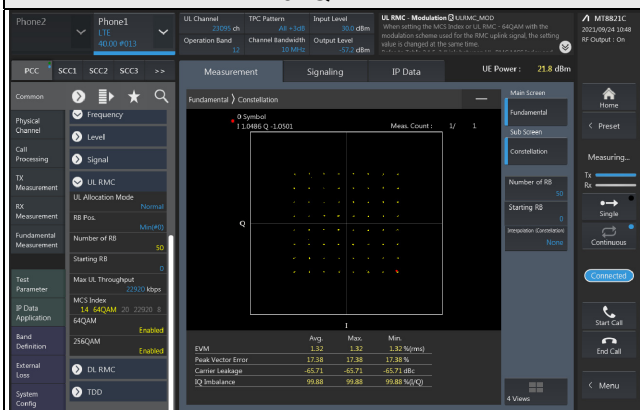 Phone2
Phone1
LTE
40.00 #013
UL Channel
23095 ch
TPC Pattern
All +3dB
Input Level
30.0 dBm
Operation Band
12
Channel Bandwidth
10 MHz
Output Level
-57.2 dBm
UL RMC - Modulation ULRMC_MOD
When setting the MCS Index or UL RMC - 64QAM with the
modulation scheme used for the RMC uplink signal, the setting
value is changed at the same time.
MT8821C
2021/09/24 10:48
RF Output : On
PCC
SCC1
SCC2
SCC3
>>
Measurement
Signaling
IP Data
UE Power : 21.8 dBm
Common
Physical
Channel
Call
Processing
TX
Measurement
RX
Measurement
Fundamental
Measurement
Test
Parameter
IP Data
Application
Band
Definition
External
Loss
System
Config
Frequency
Level
Signal
UL RMC
UL Allocation Mode
Normal
RB Pos.
Min(#0)
Number of RB
50
Starting RB
0
Max UL Throughput
22920 kbps
MCS Index
14 64QAM 20 22920 8
64QAM
Enabled
256QAM
Enabled
DL RMC
TDD
Fundamental ❭ Constellation
0 Symbol
I 1.0486 Q -1.0501
Meas. Count : 1/ 1
Q
I
Avg. Max. Min.
EVM 1.32 1.32 1.32 %(rms)
Peak Vector Error 17.38 17.38 17.38 %
Carrier Leakage -65.71 -65.71 -65.71 dBc
IQ Imbalance 99.88 99.88 99.88 %(I/Q)
Main Screen
Fundamental
Sub Screen
Constellation
Number of RB
50
Starting RB
0
Interpolation (Constellation)
None
4 Views
Home
< Preset
Measuring...
Tx
Rx
Single
Continuous
Connected
Start Call
End Call
< Menu